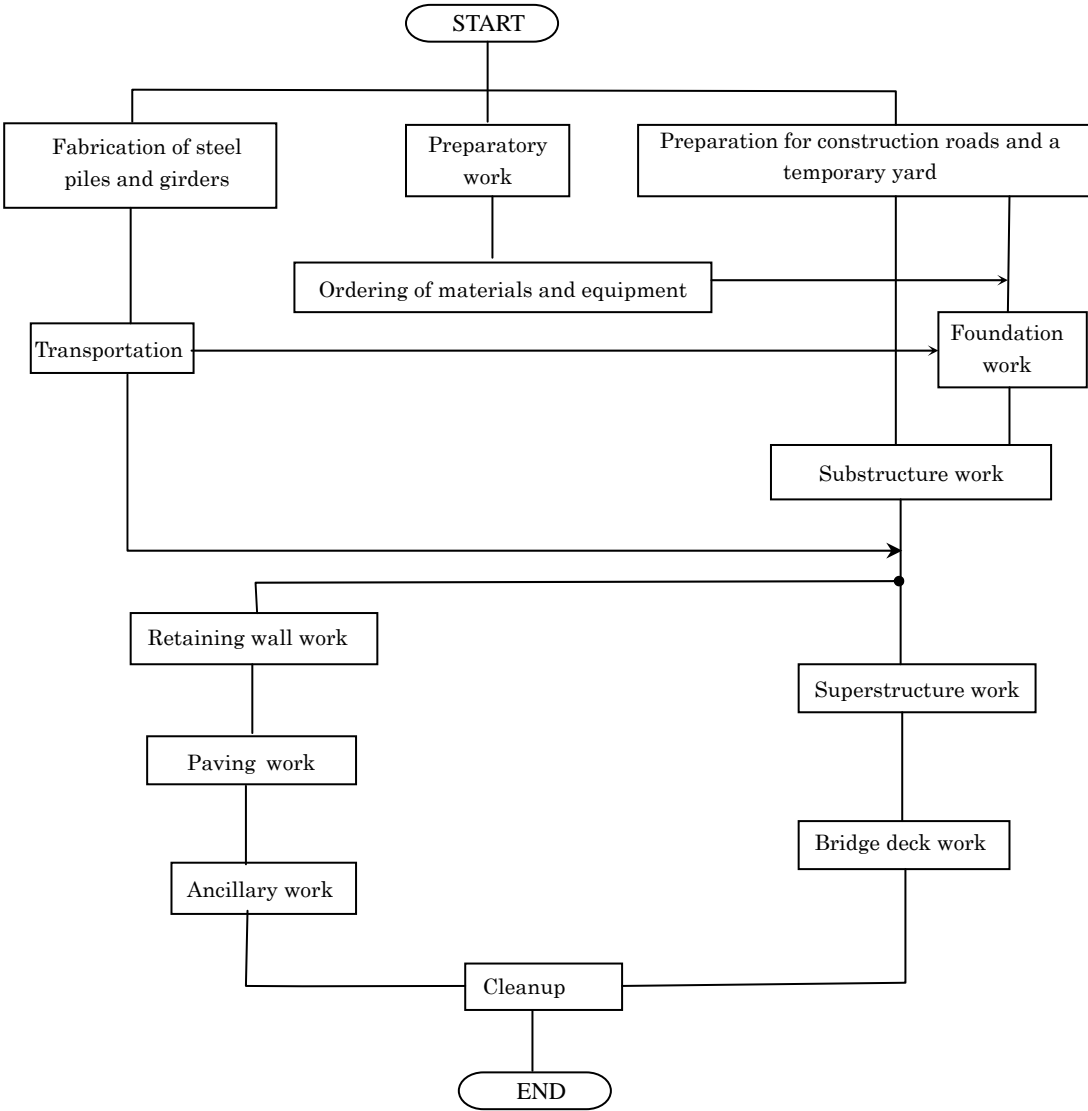 START
Fabrication of steel
piles and girders
Preparatory
work
Preparation for construction roads and a
temporary yard
Ordering of materials and equipment
Transportation
Foundation
work
Substructure work
Retaining wall work
Superstructure work
Paving work
Bridge deck work
Ancillary work
Cleanup
END